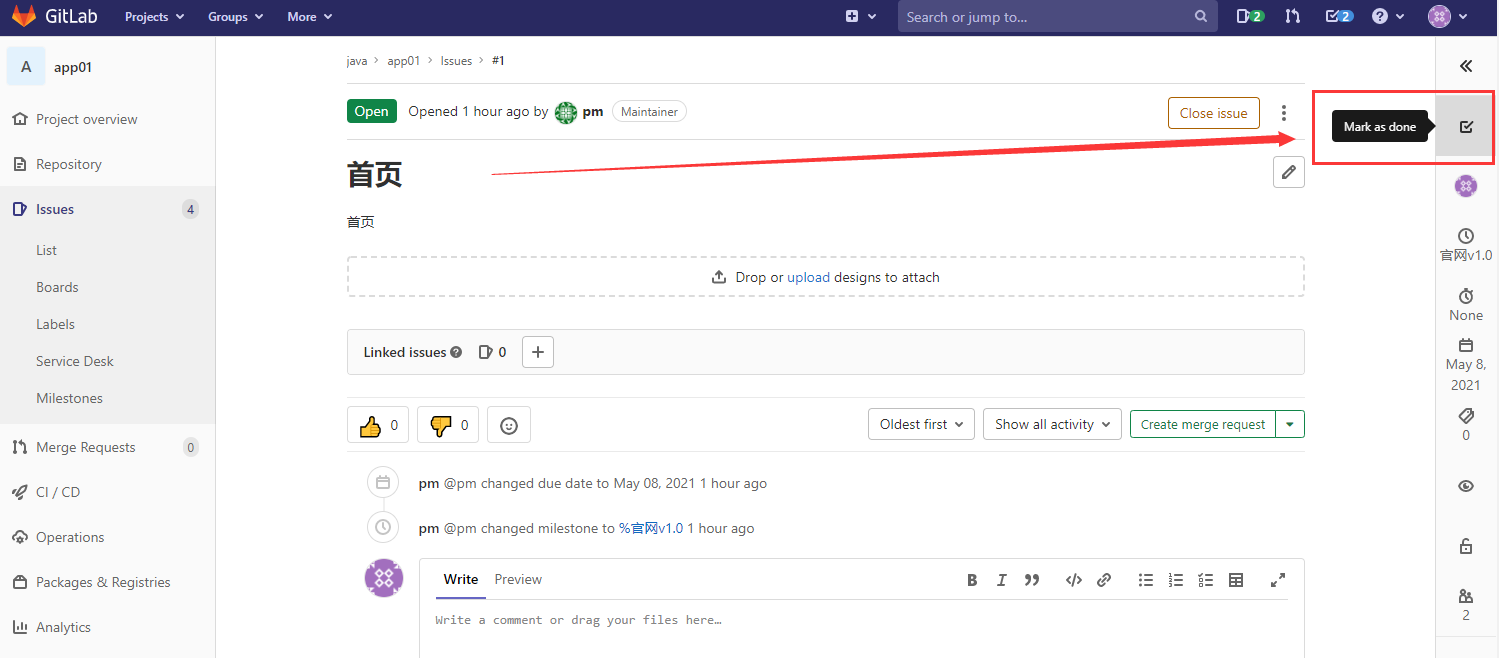 GitLab Projects Groups More Search or jump to... 2 2 ?
A app01
Project overview
Repository
Issues 4
List
Boards
Labels
Service Desk
Milestones
Merge Requests 0
CI / CD
Operations
Packages & Registries
Analytics
java > app01 > Issues > #1
Open Opened 1 hour ago by pm Maintainer Close issue
首页
首页
Drop or upload designs to attach
Linked issues ? 0 +
0 0 Oldest first Show all activity Create merge request
pm @pm changed due date to May 08, 2021 1 hour ago
pm @pm changed milestone to %官网v1.0 1 hour ago
Write Preview B I
Write a comment or drag your files here…
Mark as done
官网v1.0
None
May 8,
2021
0
2